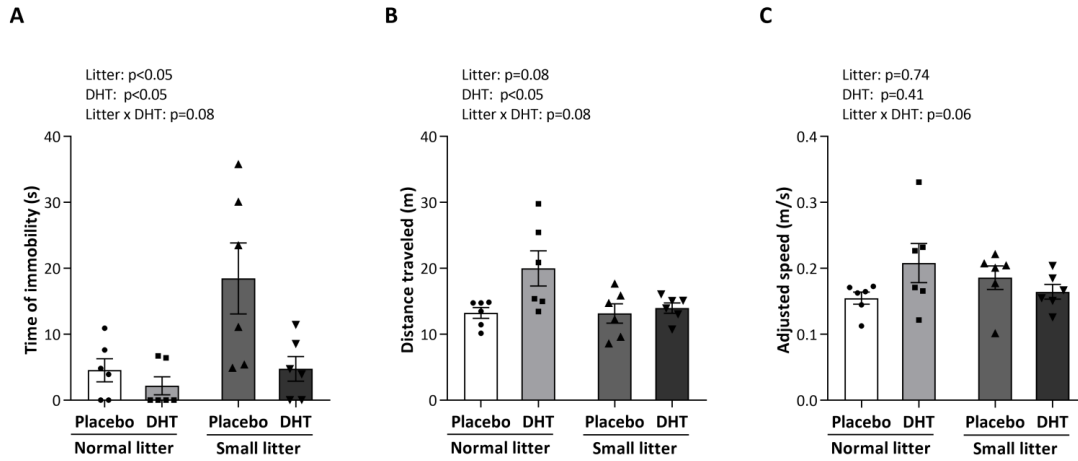 A
Litter: p<0.05
DHT: p<0.05
Litter x DHT: p=0.08
Time of immobility (s)
40
30
20
10
0
Placebo DHT Placebo DHT
Normal litter Small litter
B
Litter: p=0.08
DHT: p<0.05
Litter x DHT: p=0.08
Distance traveled (m)
40
30
20
10
0
Placebo DHT Placebo DHT
Normal litter Small litter
C
Litter: p=0.74
DHT: p=0.41
Litter x DHT: p=0.06
Adjusted speed (m/s)
0.4
0.3
0.2
0.1
0.0
Placebo DHT Placebo DHT
Normal litter Small litter